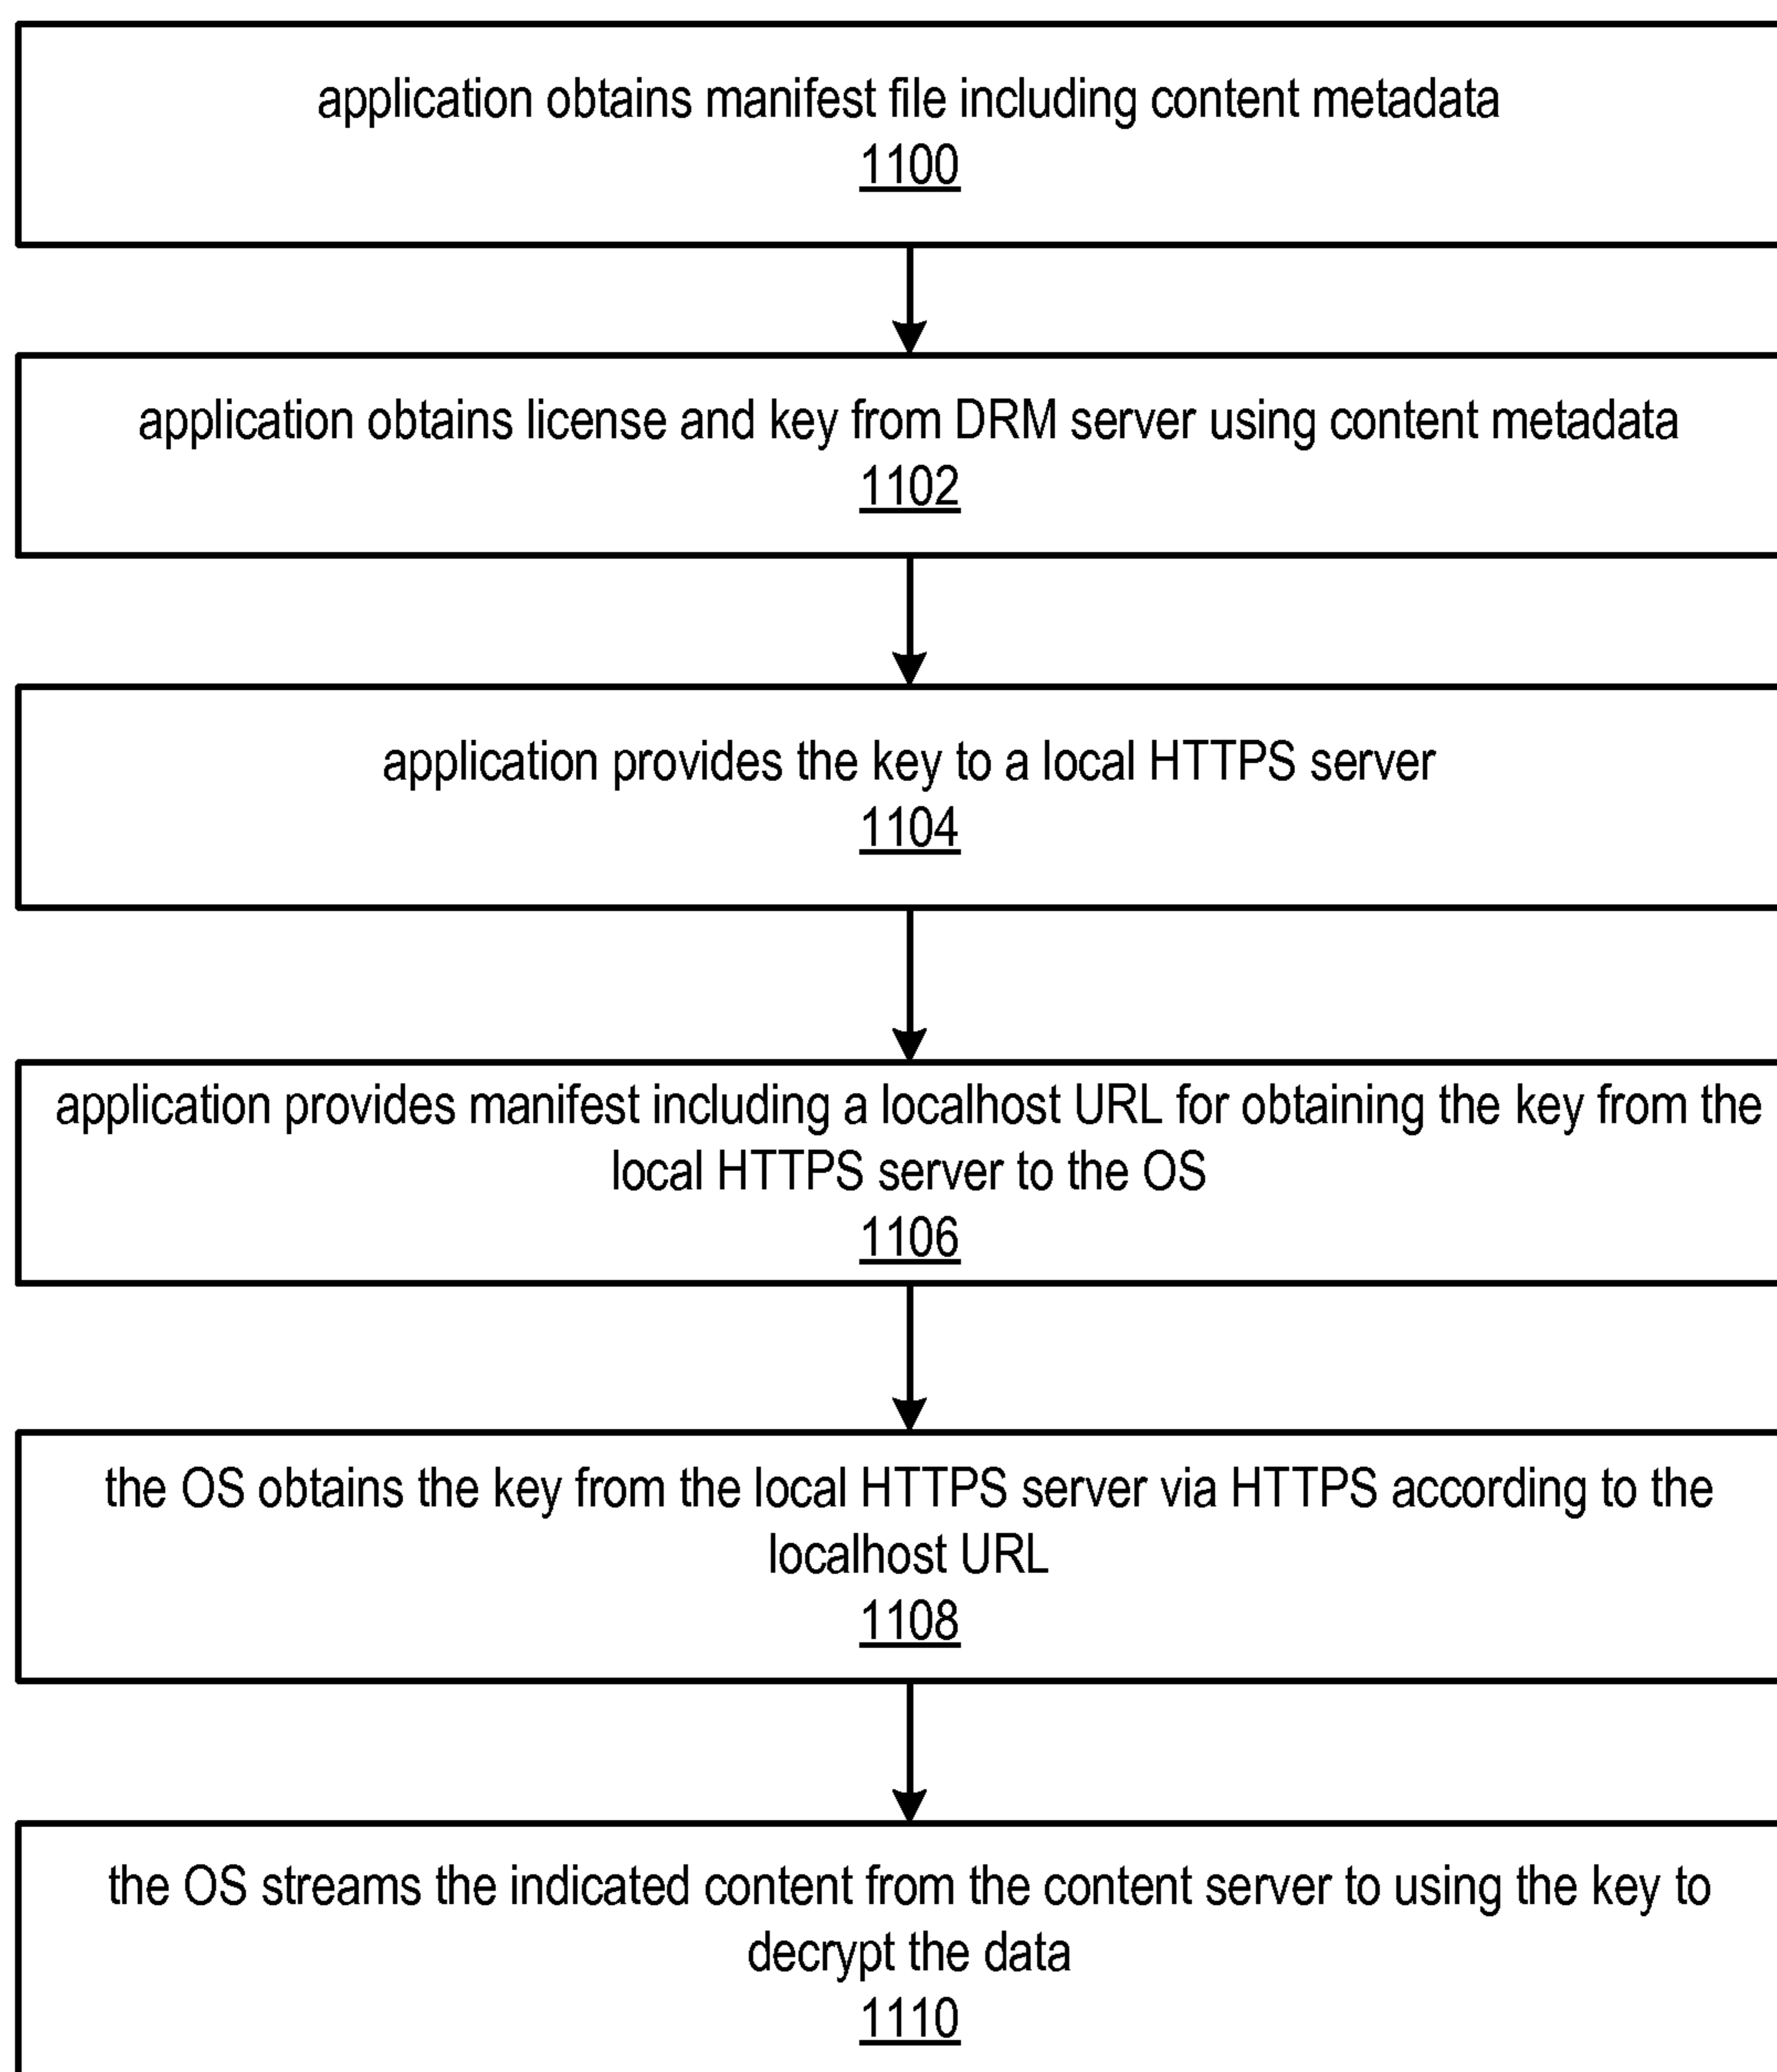 application obtains manifest file including content metadata
1100
application obtains license and key from DRM server using content metadata
1102
application provides the key to a local HTTPS server
1104
application provides manifest including a localhost URL for obtaining the key from the
local HTTPS server to the OS
1106
the OS obtains the key from the local HTTPS server via HTTPS according to the
localhost URL
1108
the OS streams the indicated content from the content server to using the key to
decrypt the data
1110